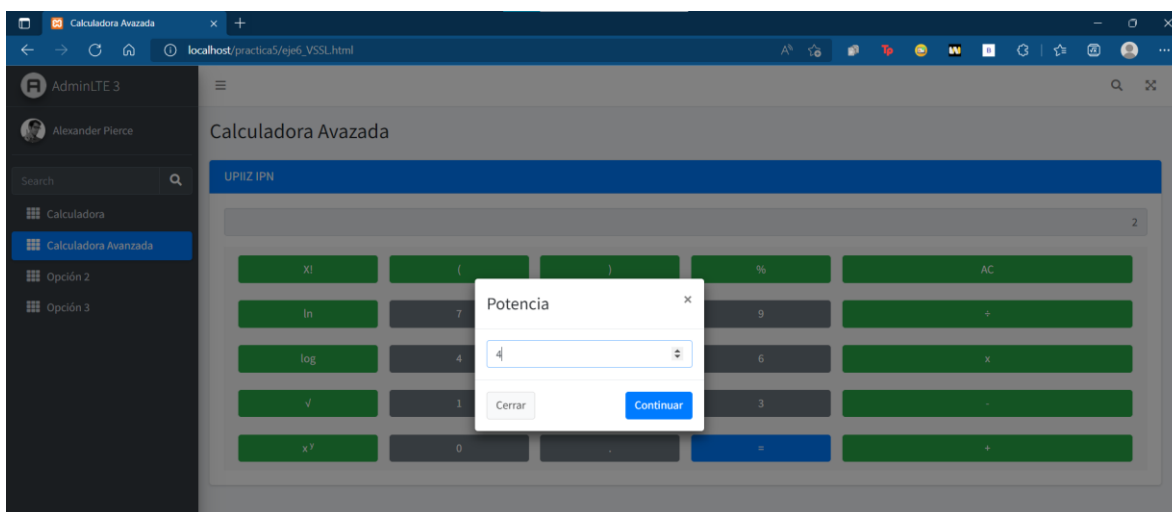 Calculadora Avazada
localhost/practica5/eje6_VSSL.html
AdminLTE 3
Alexander Pierce
Calculadora Avazada
Search
UPIIZ IPN
Calculadora
2
Calculadora Avanzada
Opción 2
Opción 3
X! ( ) % AC
Potencia ×
ln 7 9 ÷
4
log 4 6 x
Cerrar Continuar
√ 1 3 -
x y 0 . = +